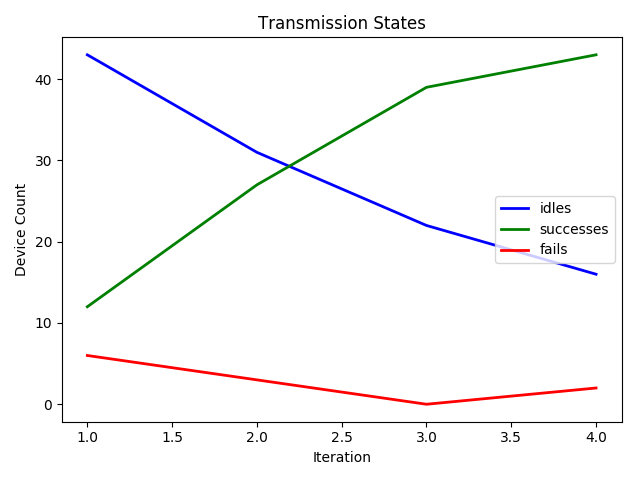 Transmission States
Device Count
40
30
20
10
0
idles
successes
fails
1.0 1.5 2.0 2.5 3.0 3.5 4.0
Iteration